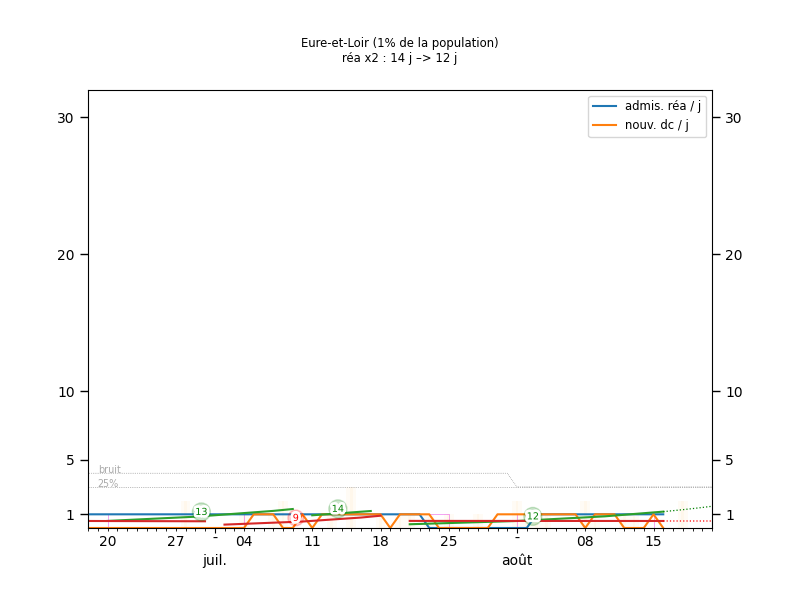 Eure-et-Loir (1% de la population)
réa x2 : 14 j –> 12 j
admis. réa / j
nouv. dc / j
30 30
20 20
10 10
5 5
bruit
25%
1 1
13 9 14 12
20 27 - 04 11 18 25 - 08 15
juil. août